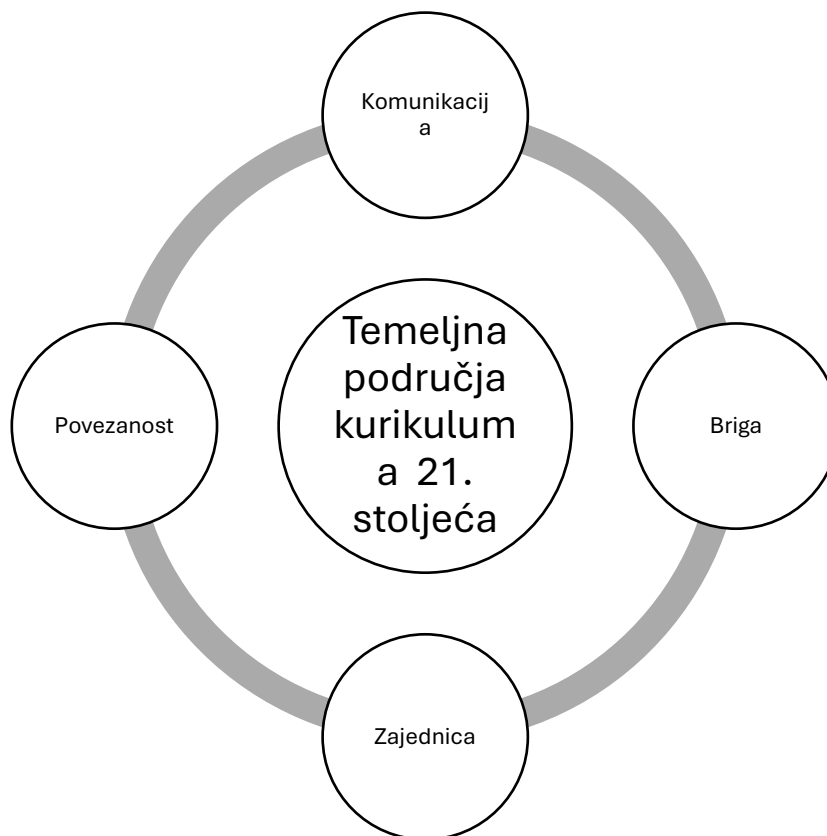 Komunikacij
a
Temeljna
područja
kurikulum
a 21.
stoljeća
Povezanost
Briga
Zajednica